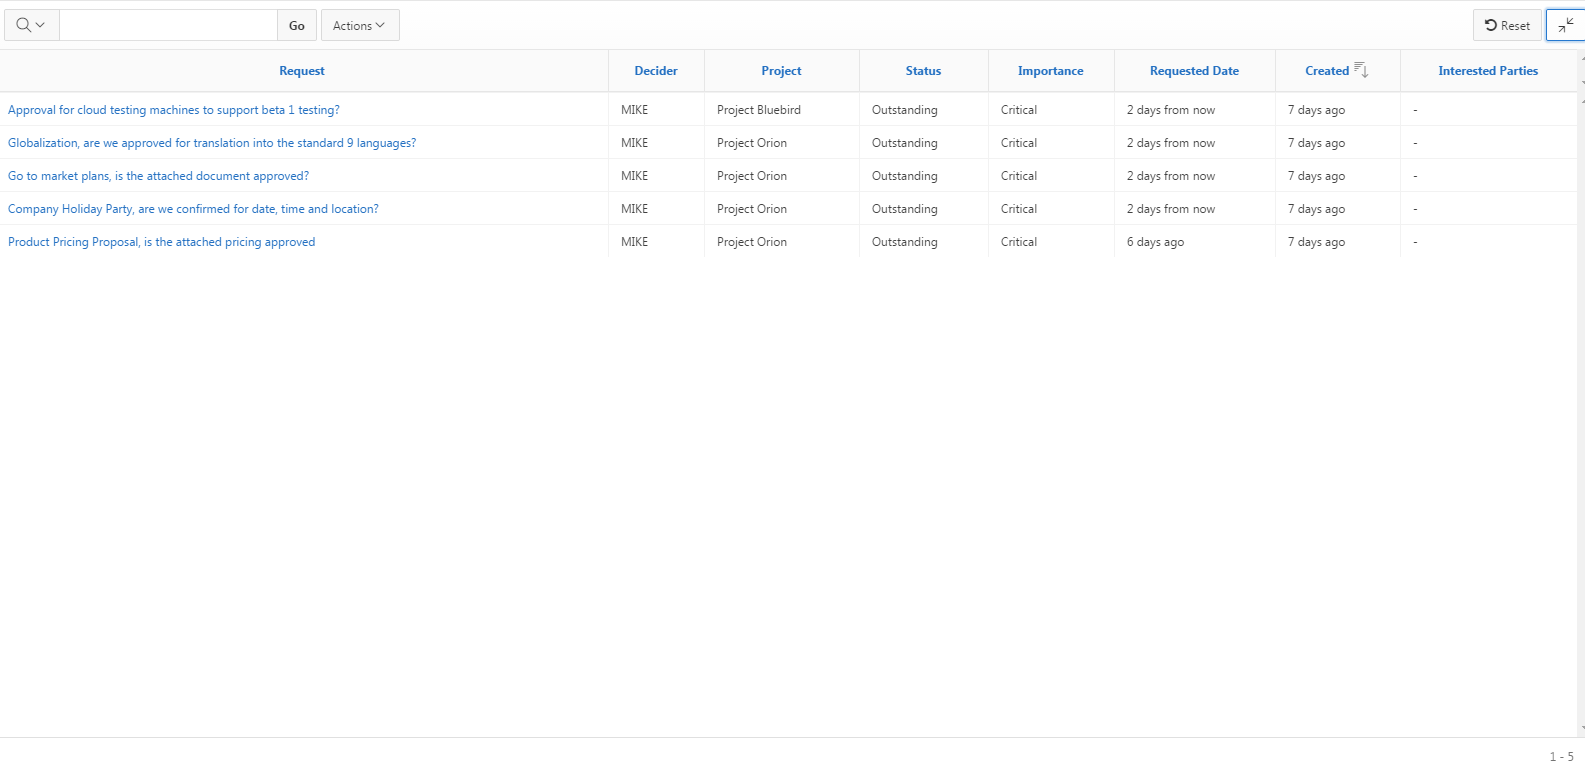 Go Actions Reset
Request Decider Project Status Importance Requested Date Created Interested Parties
Approval for cloud testing machines to support beta 1 testing? MIKE Project Bluebird Outstanding Critical 2 days from now 7 days ago -
Globalization, are we approved for translation into the standard 9 languages? MIKE Project Orion Outstanding Critical 2 days from now 7 days ago -
Go to market plans, is the attached document approved? MIKE Project Orion Outstanding Critical 2 days from now 7 days ago -
Company Holiday Party, are we confirmed for date, time and location? MIKE Project Orion Outstanding Critical 2 days from now 7 days ago -
Product Pricing Proposal, is the attached pricing approved MIKE Project Orion Outstanding Critical 6 days ago 7 days ago -
1 - 5